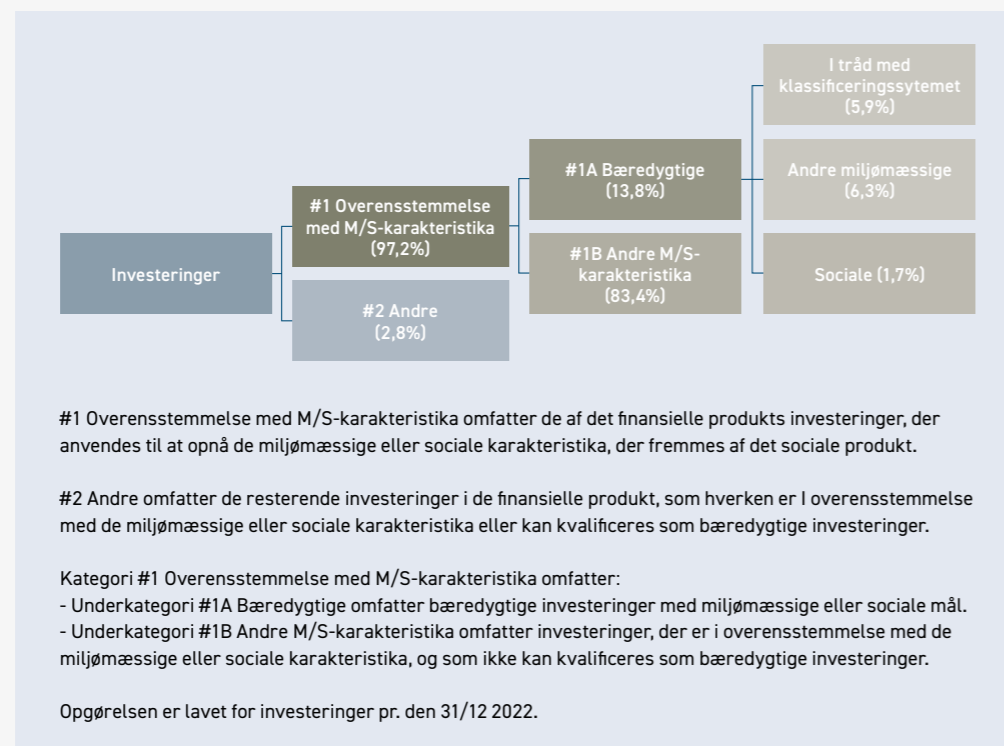 Investeringer
#1 Overensstemmelse
med M/S-karakteristika
(97,2%)
#2 Andre
(2,8%)
#1A Bæredygtige
(13,8%)
#1B Andre M/S-
karakteristika
(83,4%)
I tråd med
klassificeringssytemet
(5,9%)
Andre miljømæssige
(6,3%)
Sociale (1,7%)
#1 Overensstemmelse med M/S-karakteristika omfatter de af det finansielle produkts investeringer, der
anvendes til at opnå de miljømæssige eller sociale karakteristika, der fremmes af det sociale produkt.
#2 Andre omfatter de resterende investeringer i de finansielle produkt, som hverken er I overensstemmelse
med de miljømæssige eller sociale karakteristika eller kan kvalificeres som bæredygtige investeringer.
Kategori #1 Overensstemmelse med M/S-karakteristika omfatter:
- Underkategori #1A Bæredygtige omfatter bæredygtige investeringer med miljømæssige eller sociale mål.
- Underkategori #1B Andre M/S-karakteristika omfatter investeringer, der er i overensstemmelse med de
miljømæssige eller sociale karakteristika, og som ikke kan kvalificeres som bæredygtige investeringer.
Opgørelsen er lavet for investeringer pr. den 31/12 2022.